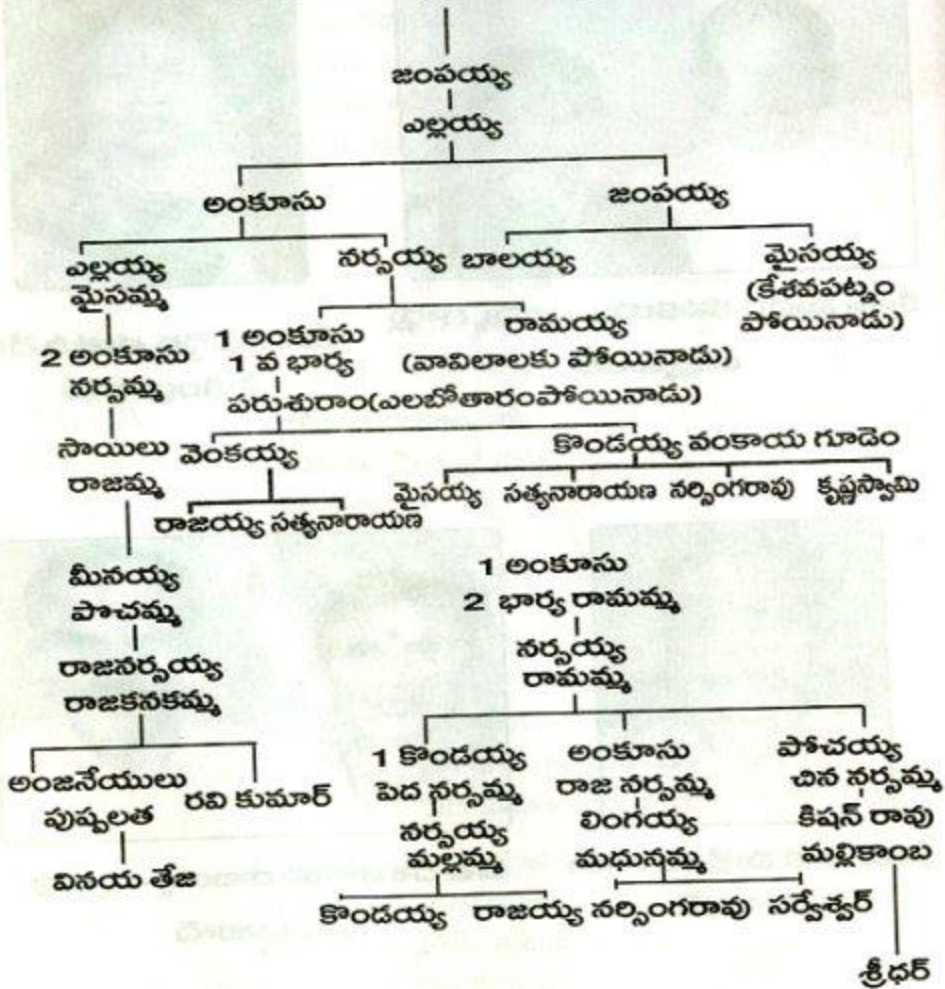 జంపయ్య
ఎల్లయ్య
అంకూసు జంపయ్య
ఎల్లయ్య నర్సయ్య బాలయ్య మైసయ్య
మైసమ్మ (కేశవపట్నం
పోయినాడు)
1 అంకూసు రామయ్య
2 అంకూసు 1 వ భార్య (వావిలాలకు పోయినాడు)
నర్సమ్మ
పరుశురాం(ఎలబోతారంపోయినాడు)
సాయిలు వెంకయ్య కొండయ్య వంకాయ గూడెం
రాజమ్మ మైసయ్య సత్యనారాయణ నర్సింగరావు కృష్ణస్వామి
రాజయ్య సత్యనారాయణ
మీనయ్య 1 అంకూసు
పొచమ్మ 2 భార్య రామమ్మ
రాజనర్సయ్య నర్సయ్య
రాజకనకమ్మ రామమ్మ
అంజనేయులు రవి కుమార్ 1 కొండయ్య అంకూసు పోచయ్య
పుష్పలత పెద నర్సమ్మ రాజ నర్సమ్మ చిన నర్సమ్మ
నర్సయ్య లింగయ్య కిషన్ రావు
వినయ తేజ మల్లమ్మ మధునమ్మ మల్లికాంబ
కొండయ్య రాజయ్య నర్సింగరావు సర్వేశ్వర్
శ్రీధర్